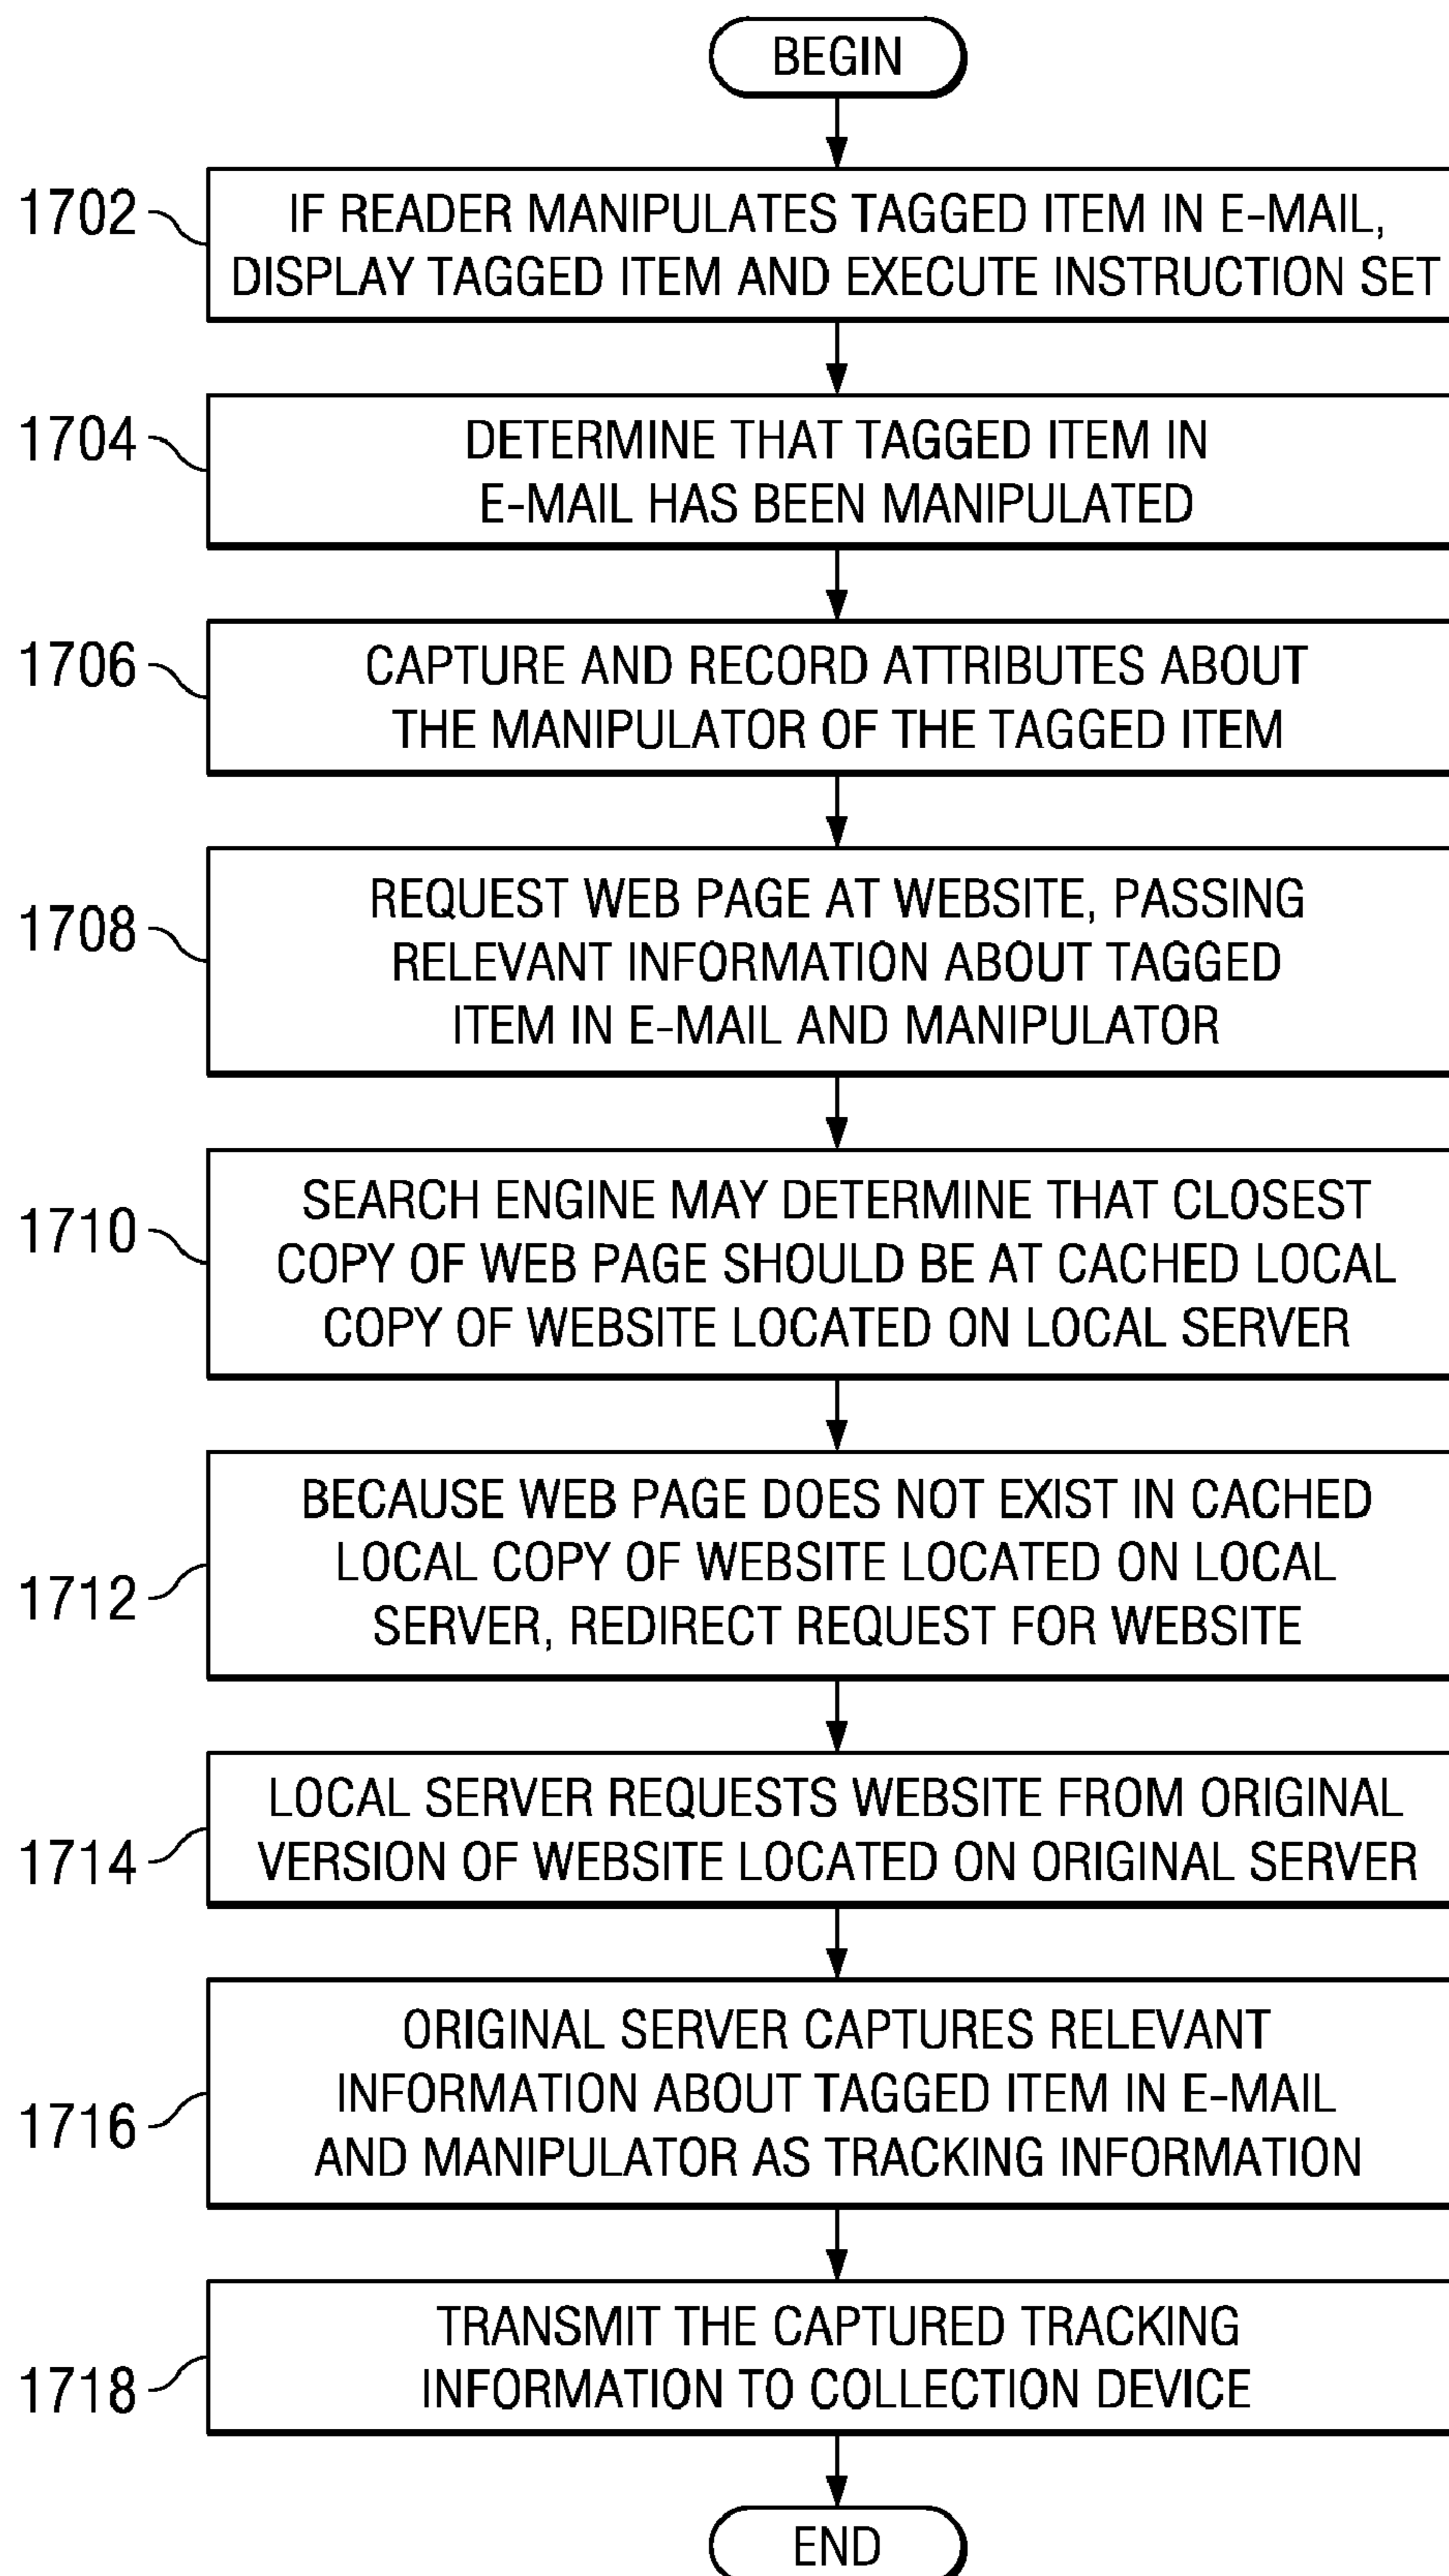 BEGIN
1702
IF READER MANIPULATES TAGGED ITEM IN E-MAIL,
DISPLAY TAGGED ITEM AND EXECUTE INSTRUCTION SET
1704
DETERMINE THAT TAGGED ITEM IN
E-MAIL HAS BEEN MANIPULATED
1706
CAPTURE AND RECORD ATTRIBUTES ABOUT
THE MANIPULATOR OF THE TAGGED ITEM
1708
REQUEST WEB PAGE AT WEBSITE, PASSING
RELEVANT INFORMATION ABOUT TAGGED
ITEM IN E-MAIL AND MANIPULATOR
1710
SEARCH ENGINE MAY DETERMINE THAT CLOSEST
COPY OF WEB PAGE SHOULD BE AT CACHED LOCAL
COPY OF WEBSITE LOCATED ON LOCAL SERVER
1712
BECAUSE WEB PAGE DOES NOT EXIST IN CACHED
LOCAL COPY OF WEBSITE LOCATED ON LOCAL
SERVER, REDIRECT REQUEST FOR WEBSITE
1714
LOCAL SERVER REQUESTS WEBSITE FROM ORIGINAL
VERSION OF WEBSITE LOCATED ON ORIGINAL SERVER
1716
ORIGINAL SERVER CAPTURES RELEVANT
INFORMATION ABOUT TAGGED ITEM IN E-MAIL
AND MANIPULATOR AS TRACKING INFORMATION
1718
TRANSMIT THE CAPTURED TRACKING
INFORMATION TO COLLECTION DEVICE
END